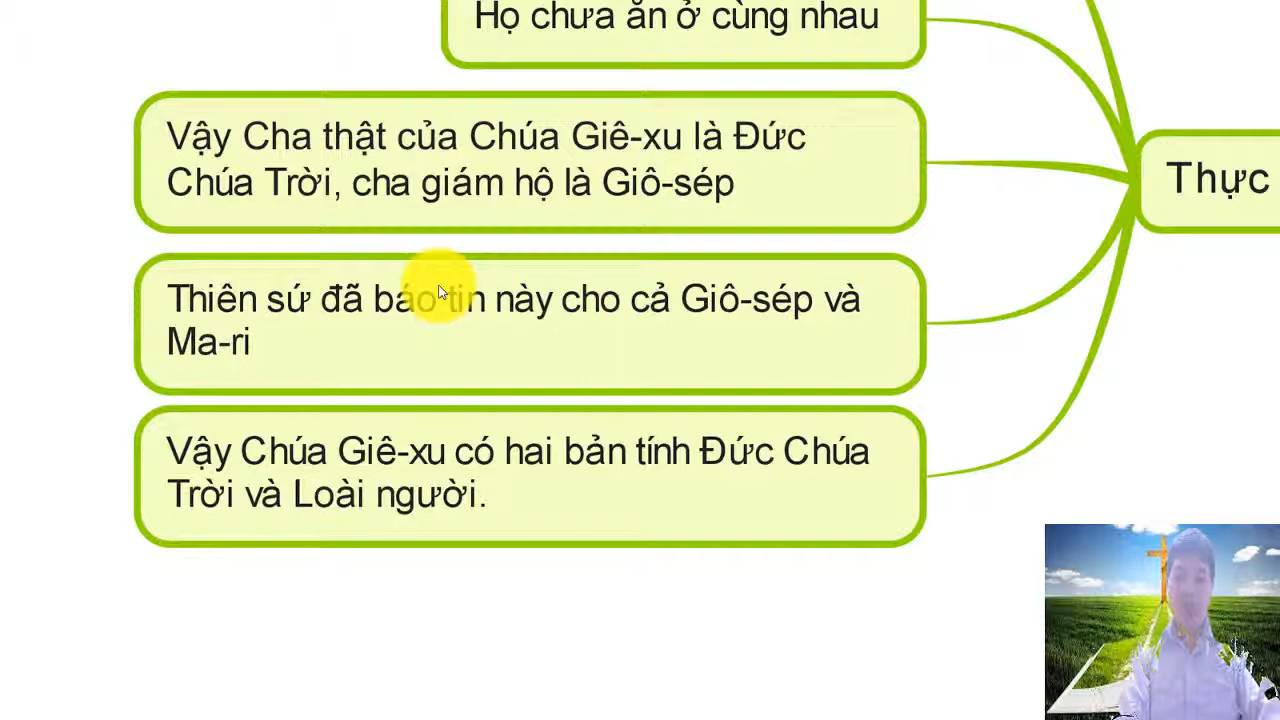 Họ chưa ăn ở cùng nhau
Vậy Cha thật của Chúa Giê-xu là Đức
Chúa Trời, cha giám hộ là Giô-sép
Thực
Thiên sứ đã báo tin này cho cả Giô-sép và
Ma-ri
Vậy Chúa Giê-xu có hai bản tính Đức Chúa
Trời và Loài người.